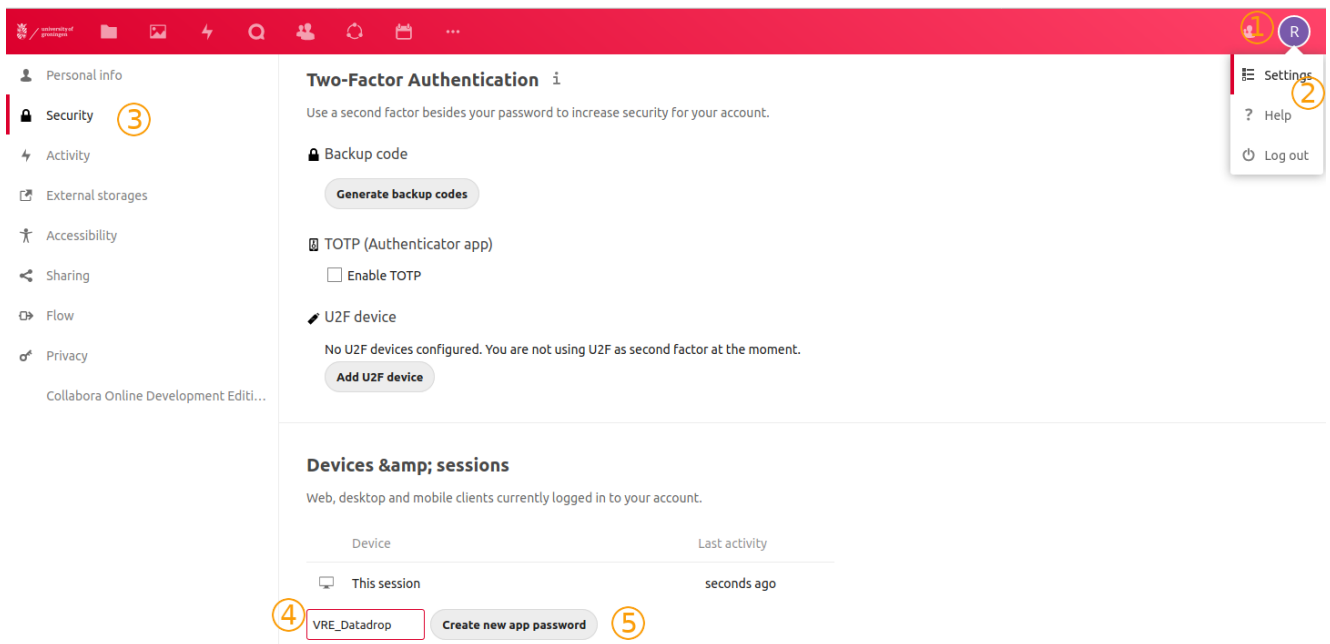 university of
groningen
1
R
Personal info
Security
3
Activity
External storages
Accessibility
Sharing
Flow
Privacy
Collabora Online Development Editi...
Settings
2
Help
Log out
Two-Factor Authentication i
Use a second factor besides your password to increase security for your account.
Backup code
Generate backup codes
TOTP (Authenticator app)
Enable TOTP
U2F device
No U2F devices configured. You are not using U2F as second factor at the moment.
Add U2F device
Devices &amp; sessions
Web, desktop and mobile clients currently logged in to your account.
Device Last activity
This session seconds ago
4 VRE_Datadrop Create new app password 5